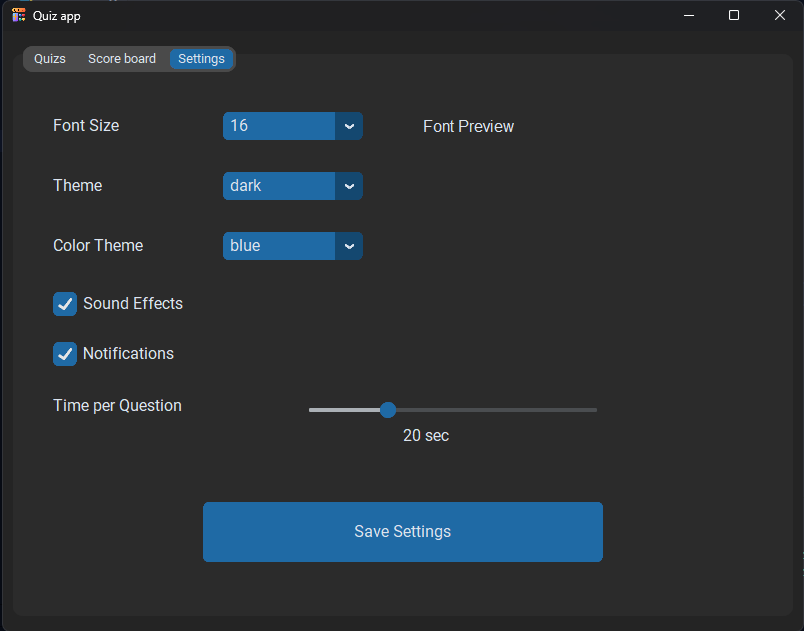 Quiz app
Quizs Score board Settings
Font Size 16 Font Preview
Theme dark
Color Theme blue
Sound Effects
Notifications
Time per Question
20 sec
Save Settings